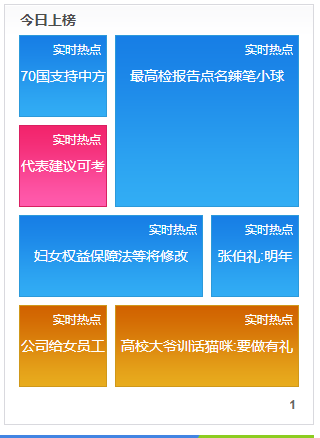 今日上榜
实时热点
70国支持中方
实时热点
最高检报告点名辣笔小球
实时热点
代表建议可考
实时热点
妇女权益保障法等将修改
实时热点
张伯礼:明年
实时热点
公司给女员工
实时热点
高校大爷训话猫咪:要做有礼
1